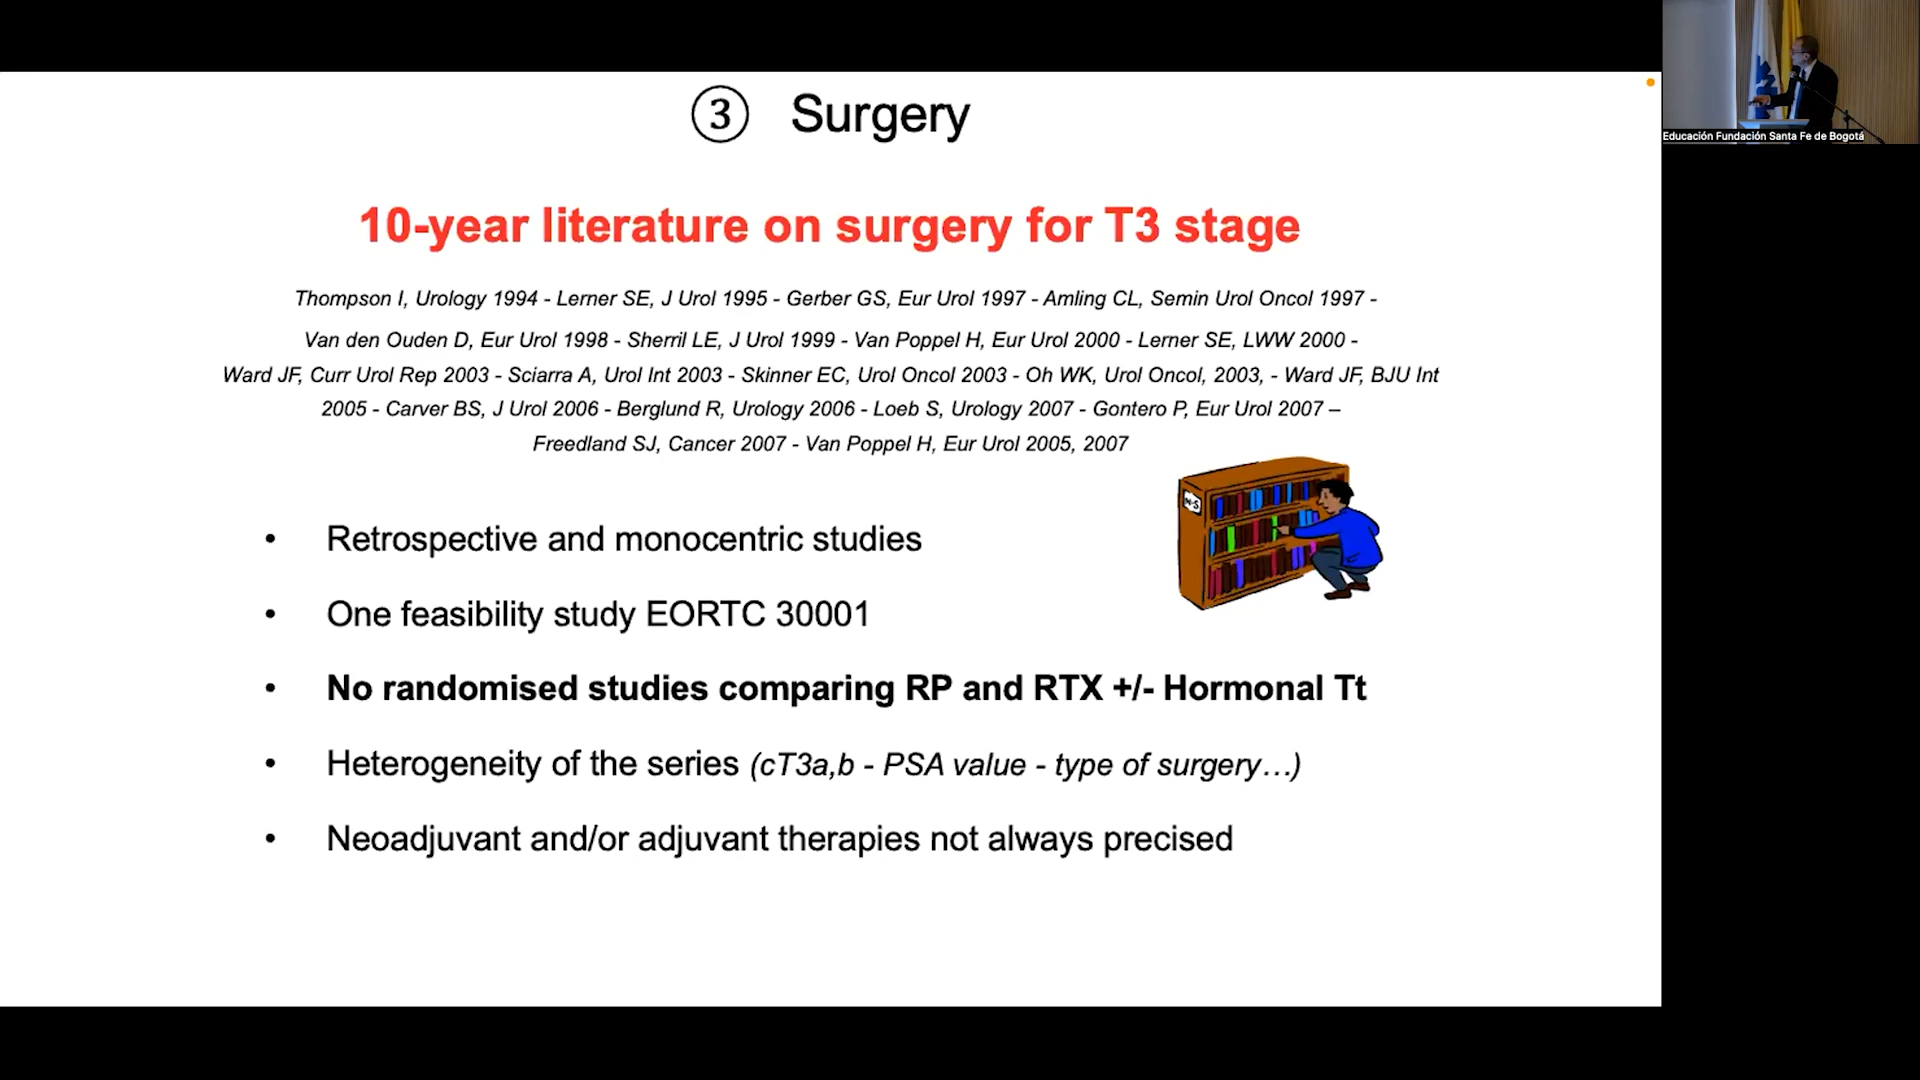 ③ Surgery
10-year literature on surgery for T3 stage
Thompson I, Urology 1994 - Lerner SE, J Urol 1995 - Gerber GS, Eur Urol 1997 - Amling CL, Semin Urol Oncol 1997 -
Van den Ouden D, Eur Urol 1998 - Sherril LE, J Urol 1999 - Van Poppel H, Eur Urol 2000 - Lerner SE, LWW 2000 -
Ward JF, Curr Urol Rep 2003 - Sciarra A, Urol Int 2003 - Skinner EC, Urol Oncol 2003 - Oh WK, Urol Oncol, 2003, - Ward JF, BJU Int
2005 - Carver BS, J Urol 2006 - Berglund R, Urology 2006 - Loeb S, Urology 2007 - Gontero P, Eur Urol 2007 –
Freedland SJ, Cancer 2007 - Van Poppel H, Eur Urol 2005, 2007
• Retrospective and monocentric studies
• One feasibility study EORTC 30001
• No randomised studies comparing RP and RTX +/- Hormonal Tt
• Heterogeneity of the series (cT3a,b - PSA value - type of surgery…)
• Neoadjuvant and/or adjuvant therapies not always precised
Educación Fundación Santa Fe de Bogotá